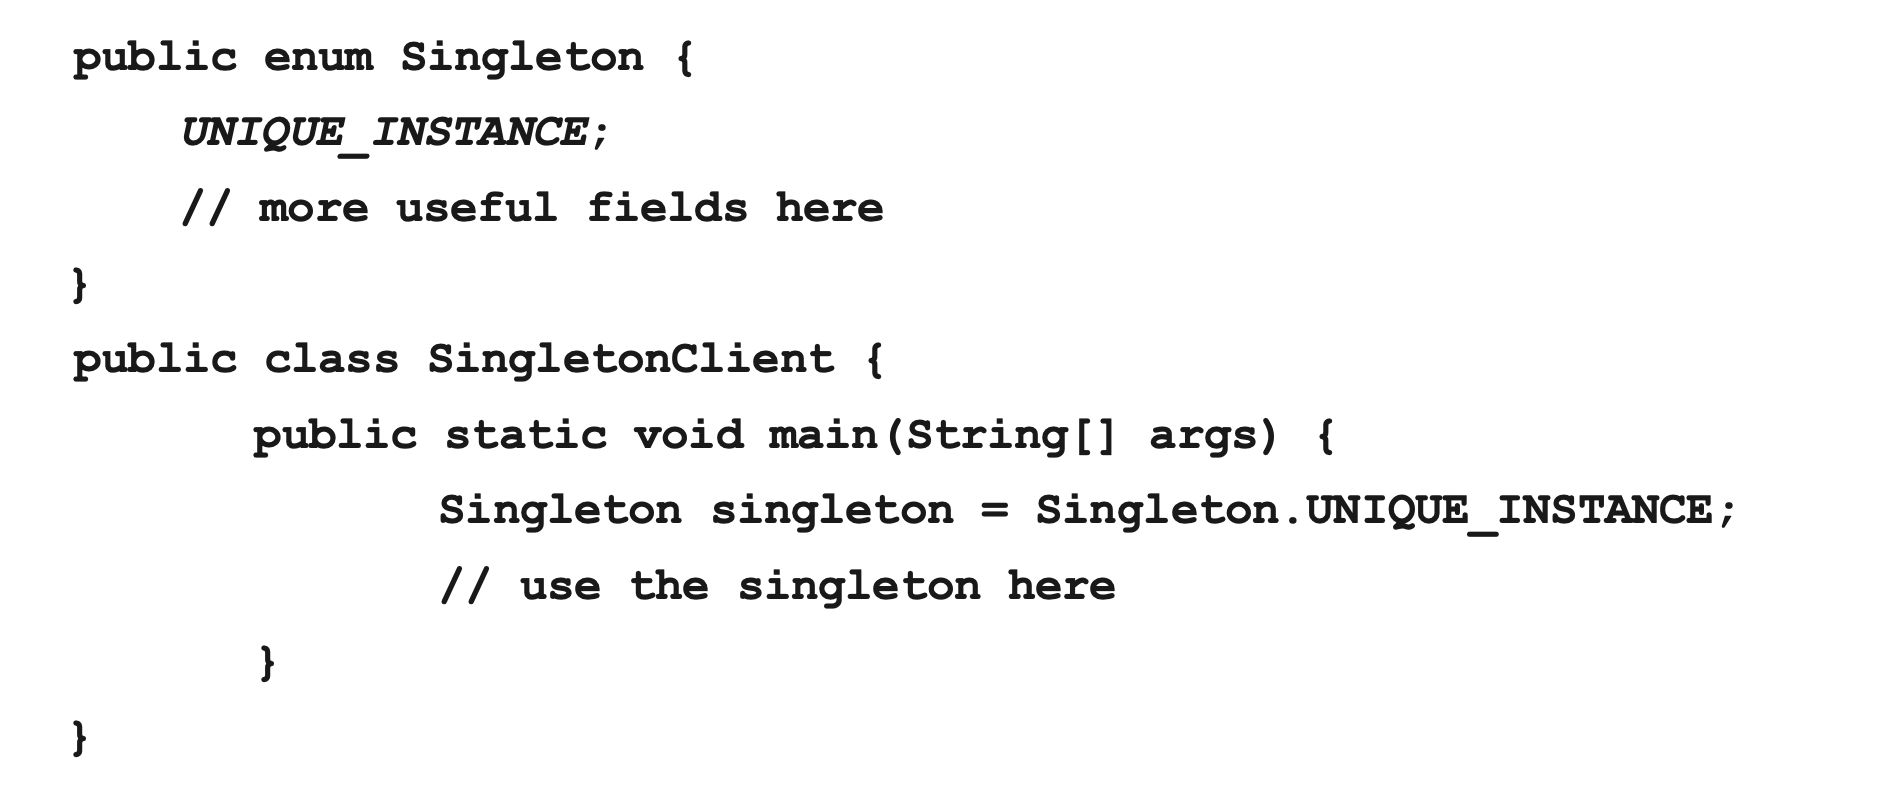 public enum Singleton {
UNIQUE_INSTANCE;
// more useful fields here
}
public class SingletonClient {
public static void main(String[] args) {
Singleton singleton = Singleton.UNIQUE_INSTANCE;
// use the singleton here
}
}